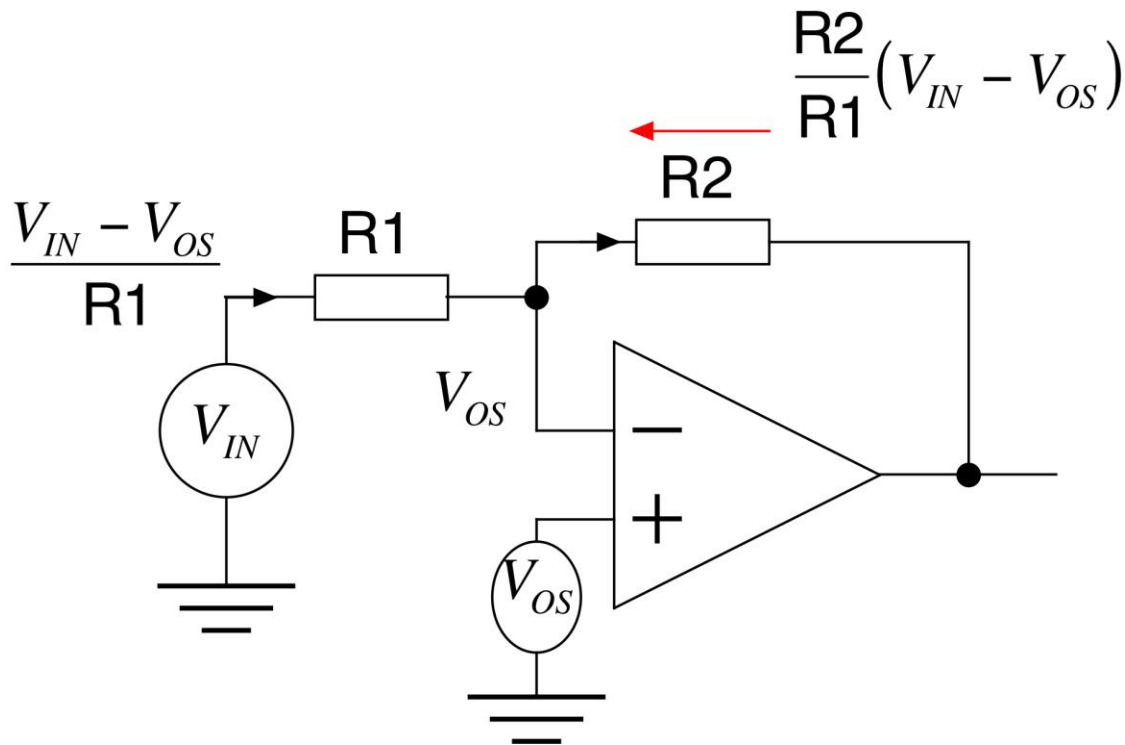 R2/R1 (V_IN − V_OS)
R2
(V_IN − V_OS)/R1
R1
V_OS
V_IN
−
+
V_OS